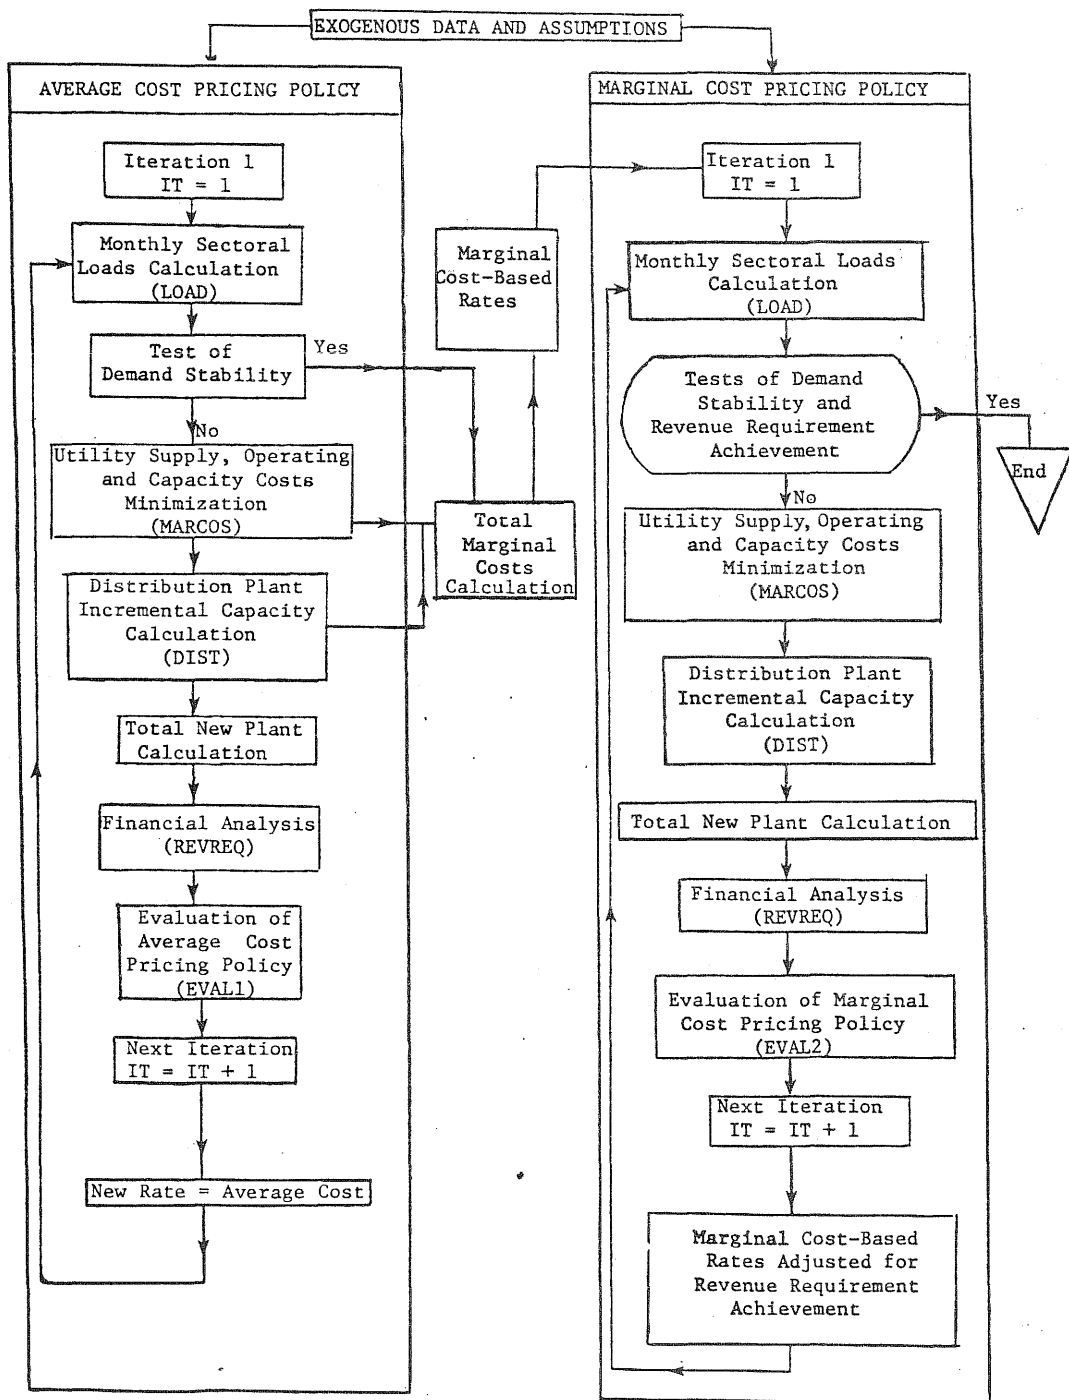 EXOGENOUS DATA AND ASSUMPTIONS
AVERAGE COST PRICING POLICY
Iteration 1
IT = 1
Monthly Sectoral
Loads Calculation
(LOAD)
Test of
Demand Stability
Yes
No
Utility Supply, Operating
and Capacity Costs
Minimization
(MARCOS)
Distribution Plant
Incremental Capacity
Calculation
(DIST)
Total New Plant
Calculation
Financial Analysis
(REVREQ)
Evaluation of
Average Cost
Pricing Policy
(EVAL1)
Next Iteration
IT = IT + 1
New Rate = Average Cost
Marginal
Cost-Based
Rates
Total
Marginal
Costs
Calculation
MARGINAL COST PRICING POLICY
Iteration 1
IT = 1
Monthly Sectoral Loads
Calculation
(LOAD)
Tests of Demand
Stability and
Revenue Requirement
Achievement
Yes
End
No
Utility Supply, Operating
and Capacity Costs
Minimization
(MARCOS)
Distribution Plant
Incremental Capacity
Calculation
(DIST)
Total New Plant Calculation
Financial Analysis
(REVREQ)
Evaluation of Marginal
Cost Pricing Policy
(EVAL2)
Next Iteration
IT = IT + 1
Marginal Cost-Based
Rates Adjusted for
Revenue Requirement
Achievement